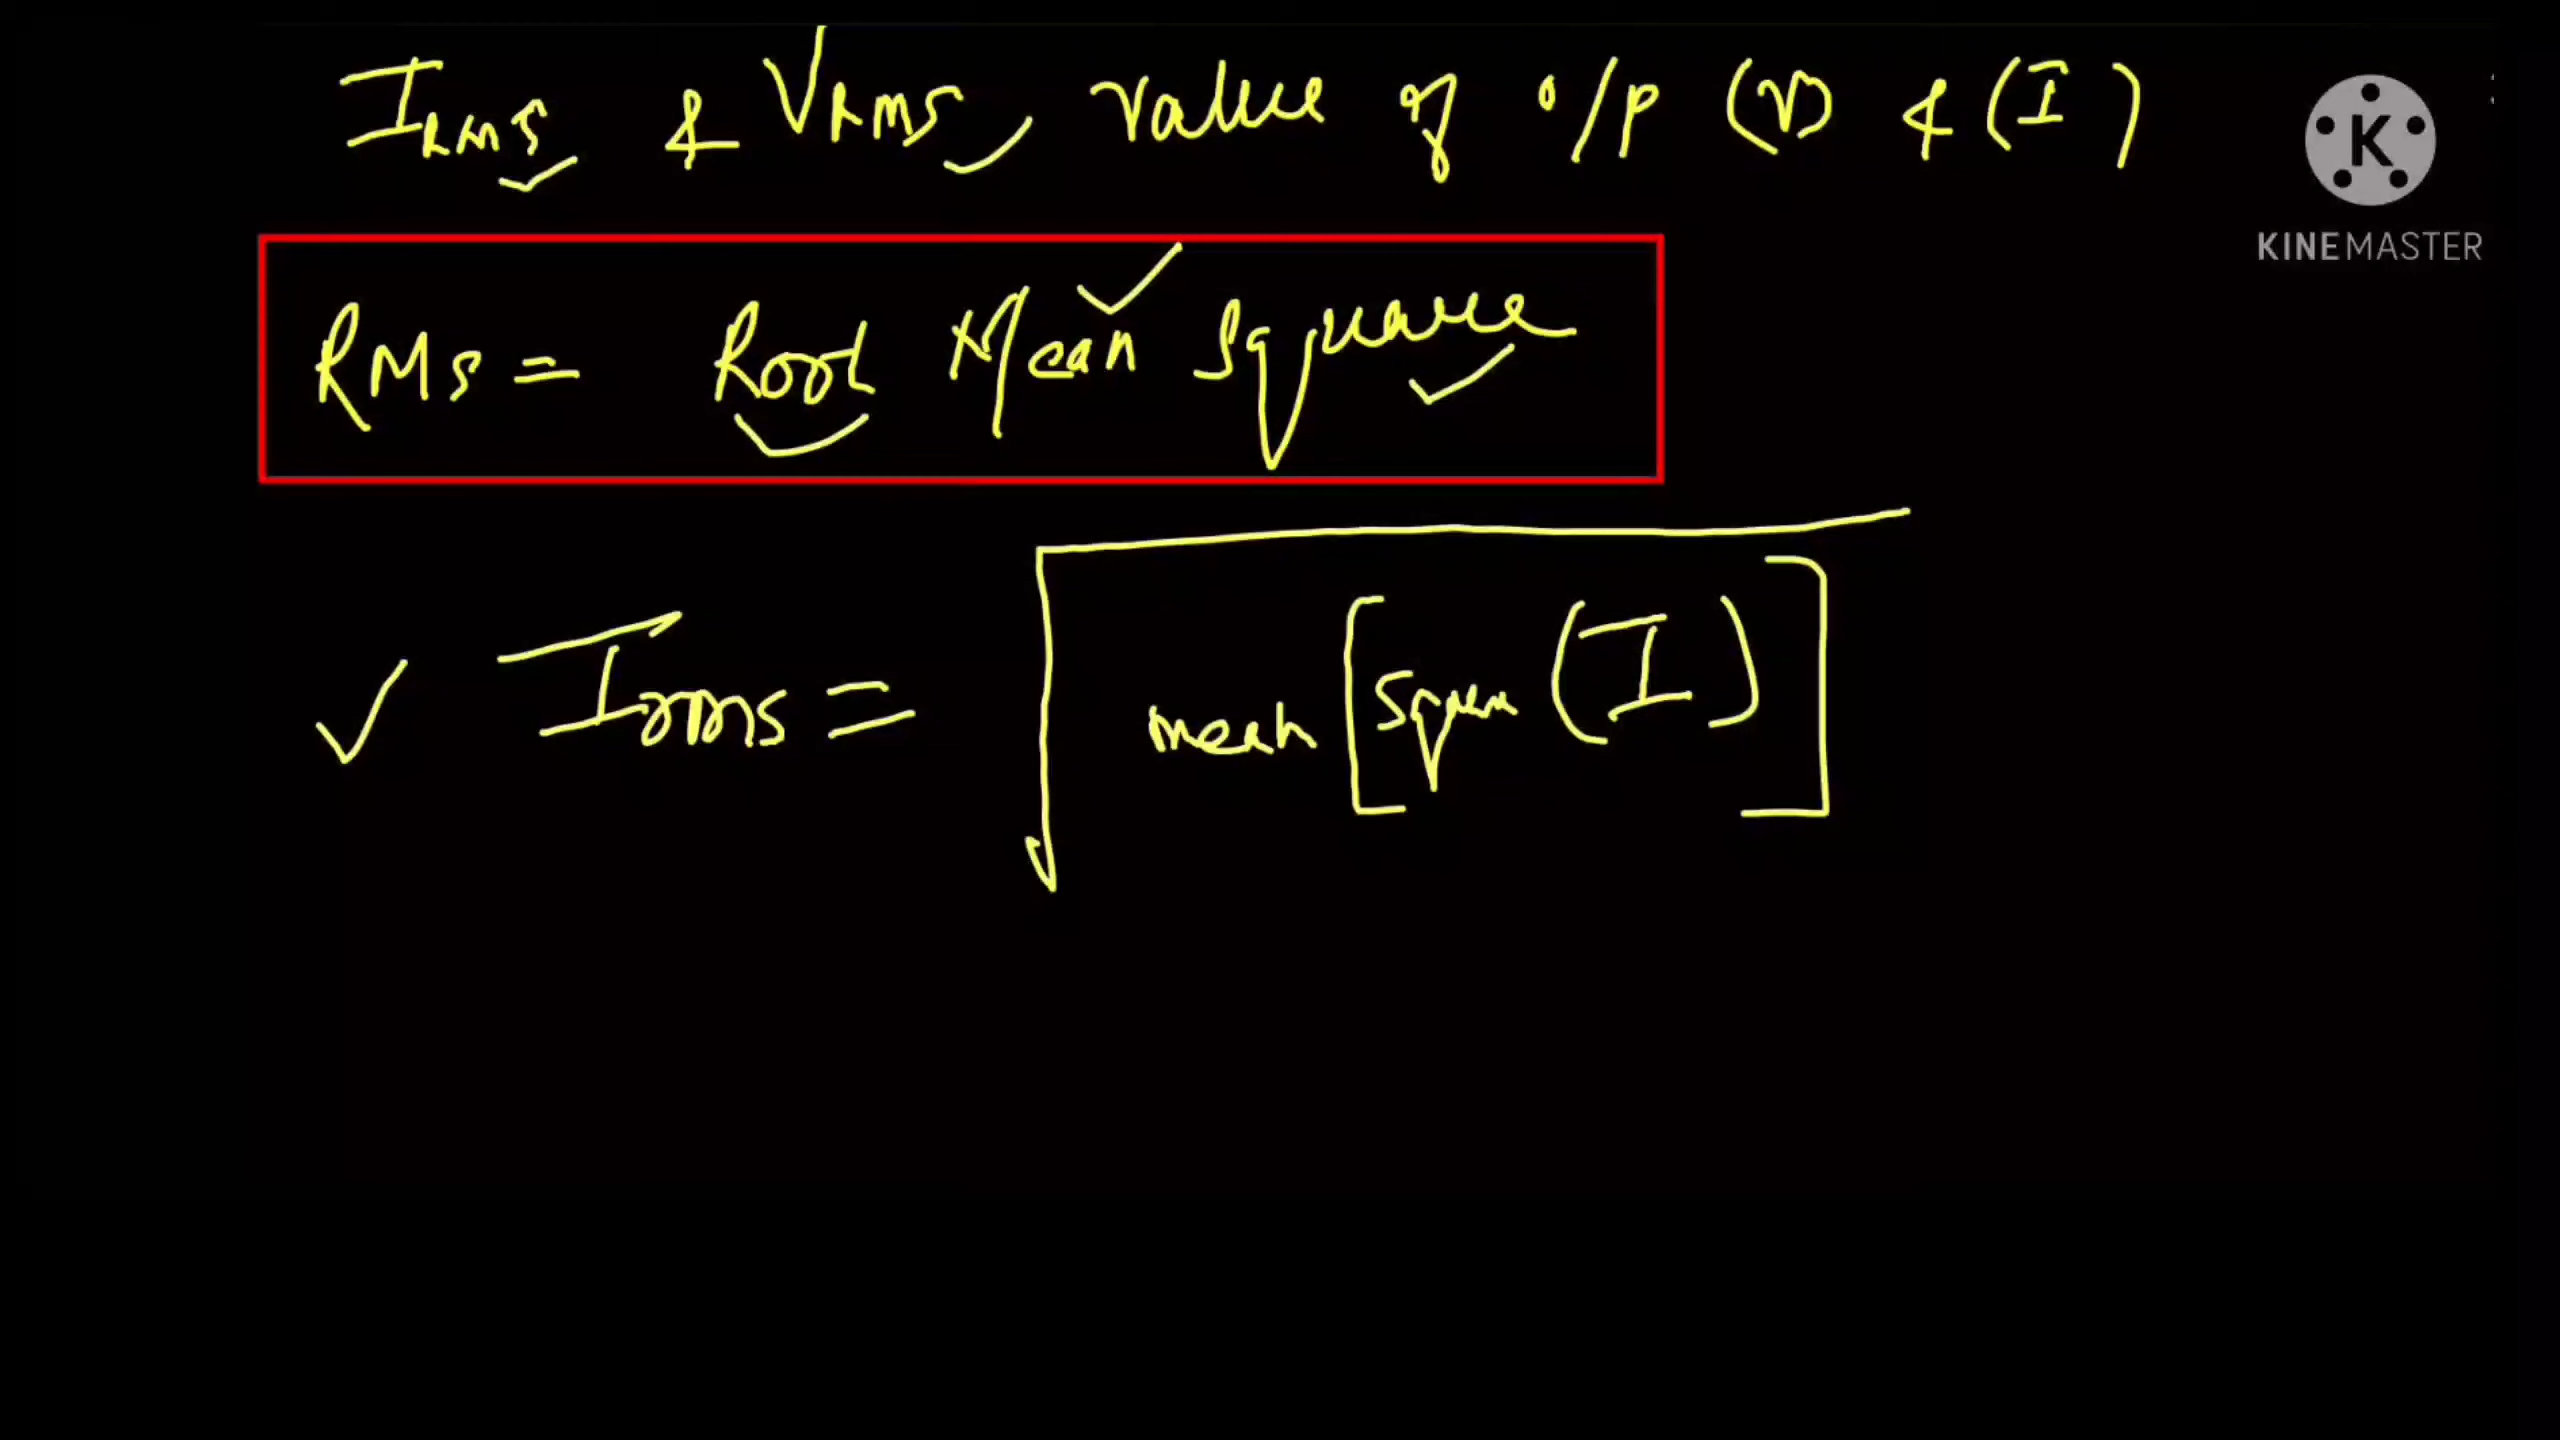 IRMS & VRMS, value of o/p (V) & (I)
K
KINEMASTER
RMS = Root Mean Square
✓ Irms = √ mean [Square (I)]